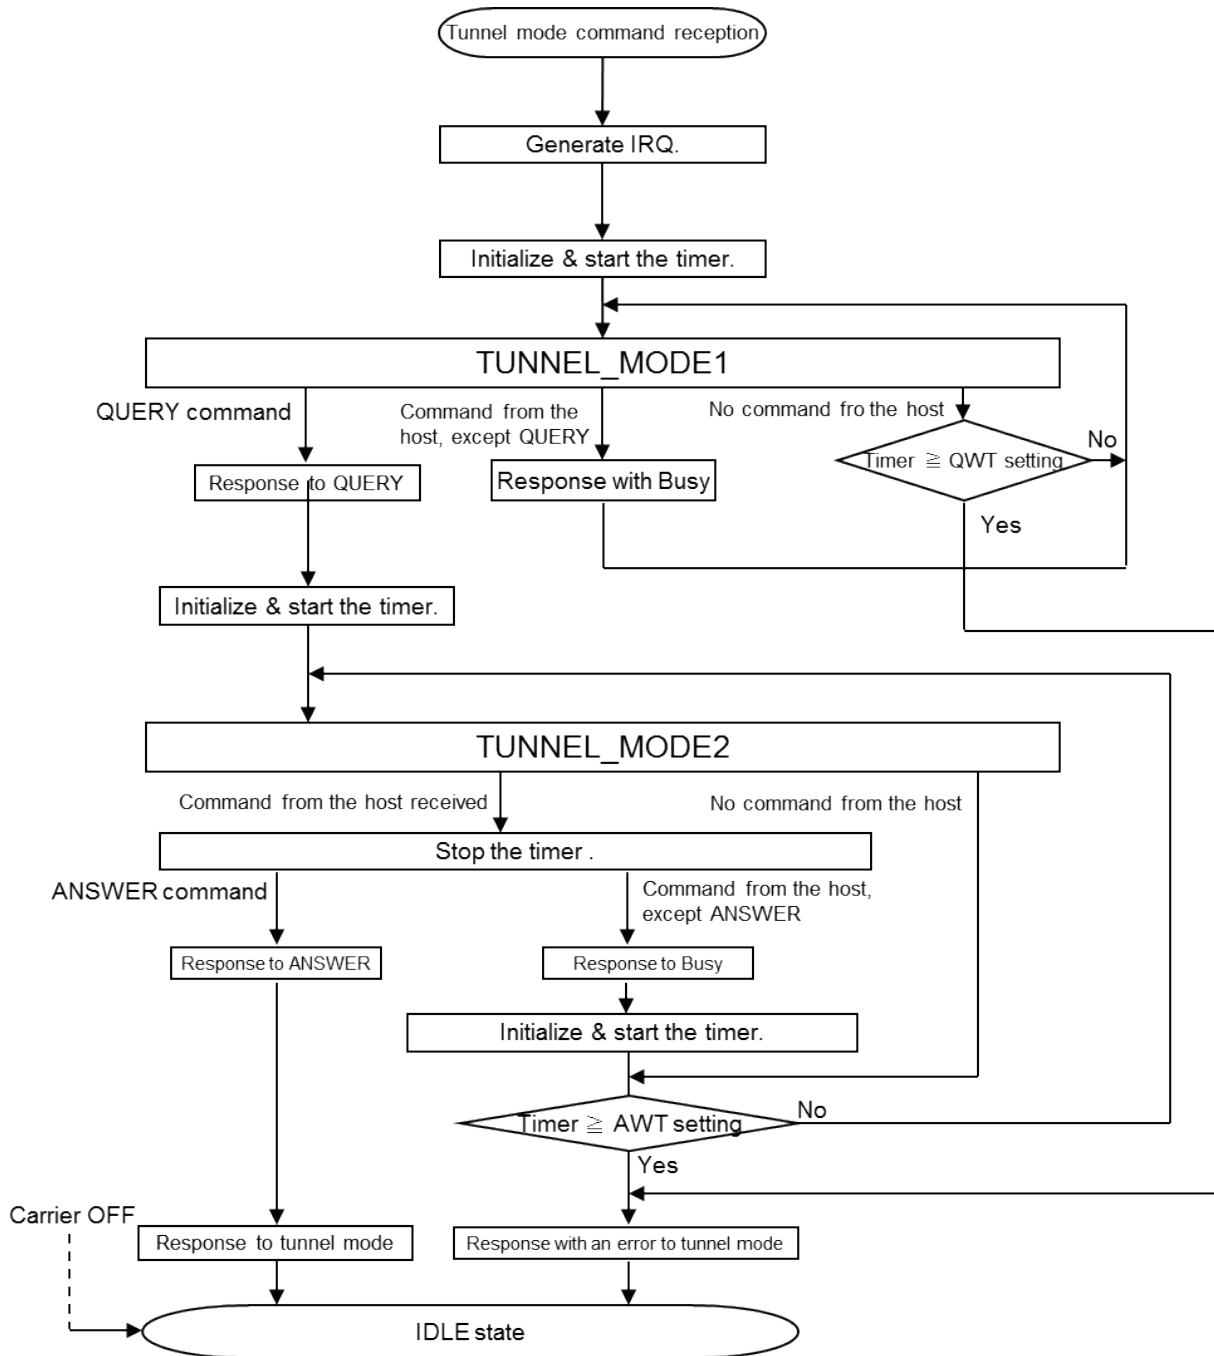 Tunnel mode command reception
Generate IRQ.
Initialize & start the timer.
TUNNEL_MODE1
QUERY command
Command from the
host, except QUERY
No command fro the host
Timer ≧ QWT setting
No
Response to QUERY
Response with Busy
Yes
Initialize & start the timer.
TUNNEL_MODE2
Command from the host received
No command from the host
Stop the timer .
ANSWER command
Command from the host,
except ANSWER
Response to ANSWER
Response to Busy
Initialize & start the timer.
Timer ≧ AWT setting
No
Yes
Carrier OFF
Response to tunnel mode
Response with an error to tunnel mode
IDLE state